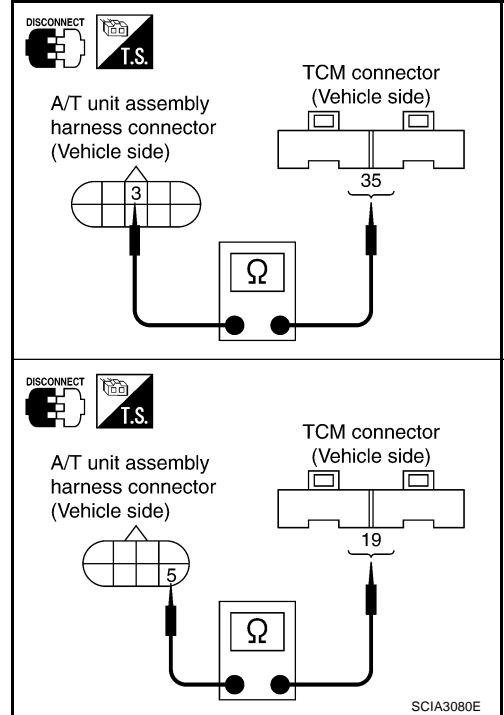 DISCONNECT
T.S.
A/T unit assembly
harness connector
(Vehicle side)
3
TCM connector
(Vehicle side)
35
Ω
DISCONNECT
T.S.
A/T unit assembly
harness connector
(Vehicle side)
5
TCM connector
(Vehicle side)
19
Ω
SCIA3080E